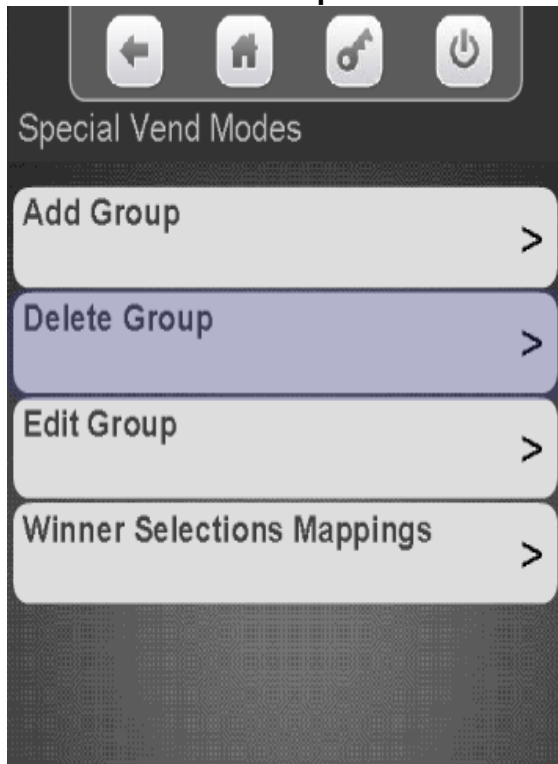 Special Vend Modes
Add Group
>
Delete Group
>
Edit Group
>
Winner Selections Mappings
>